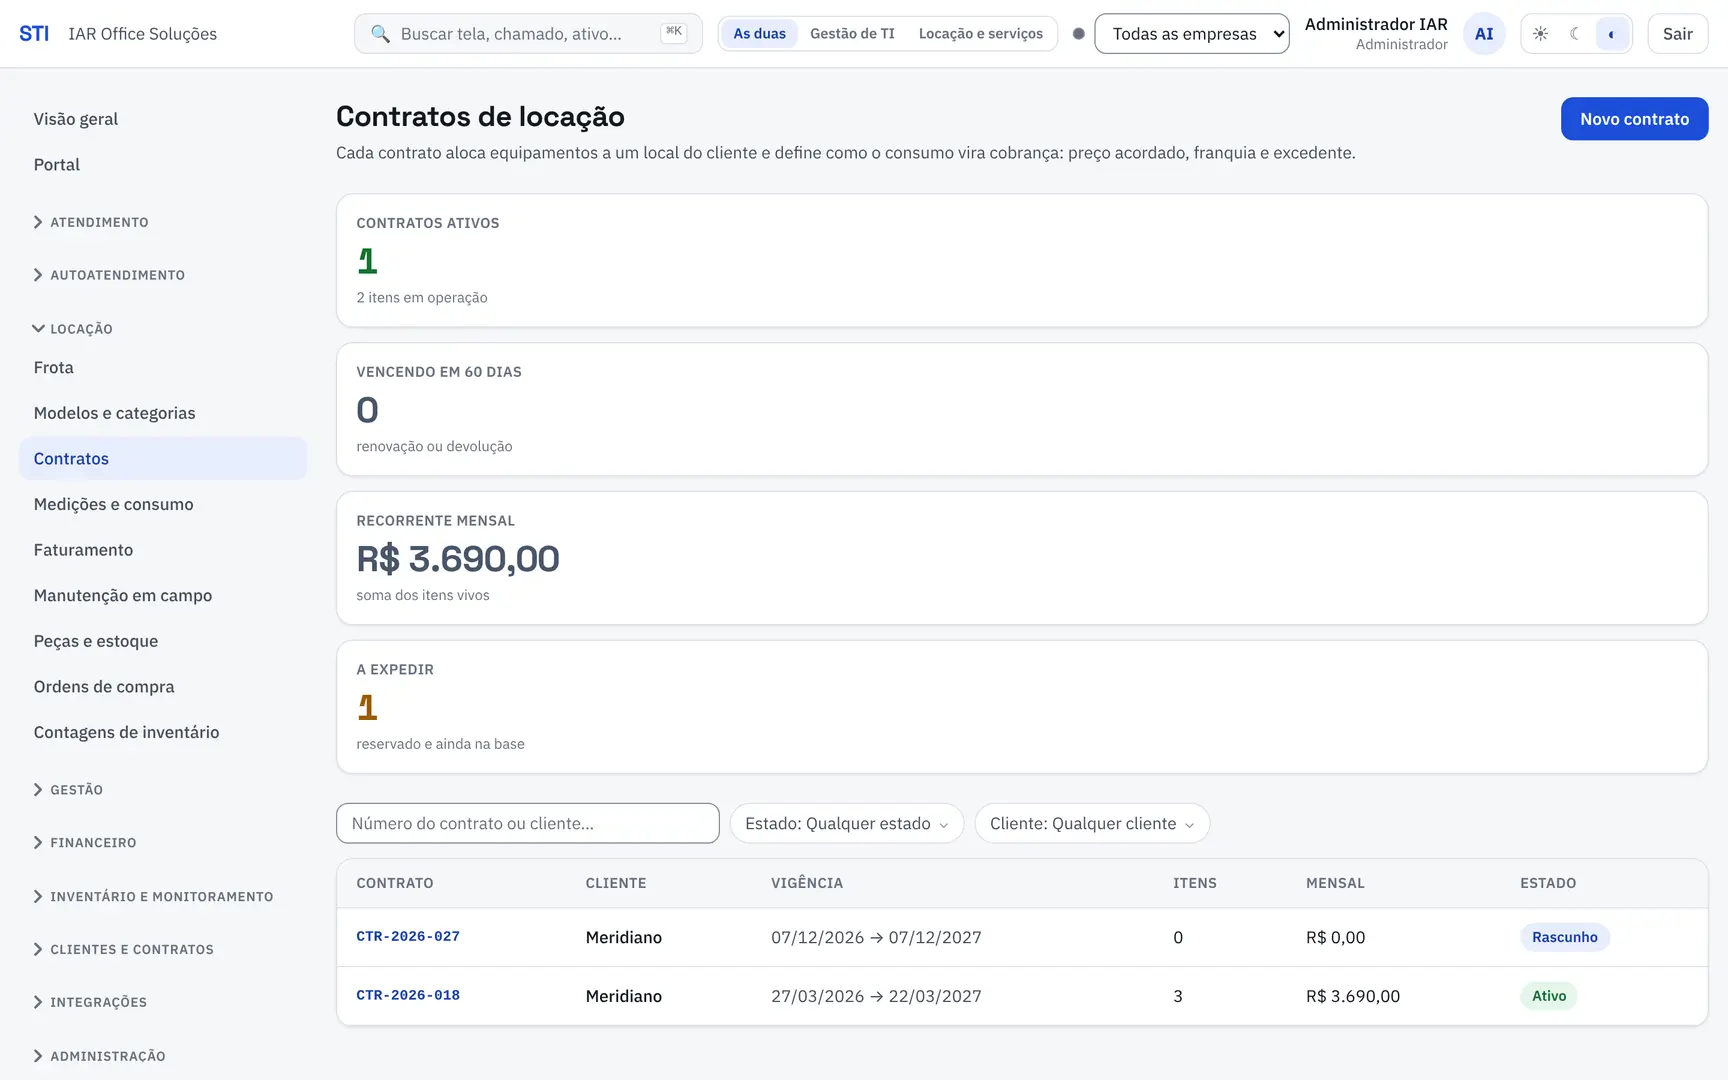 STI IAR Office Soluções
Buscar tela, chamado, ativo... ⌘K
As duas Gestão de TI Locação e serviços
Todas as empresas
Administrador IAR
Administrador
AI
Sair
Visão geral
Portal
ATENDIMENTO
AUTOATENDIMENTO
LOCAÇÃO
Frota
Modelos e categorias
Contratos
Medições e consumo
Faturamento
Manutenção em campo
Peças e estoque
Ordens de compra
Contagens de inventário
GESTÃO
FINANCEIRO
INVENTÁRIO E MONITORAMENTO
CLIENTES E CONTRATOS
INTEGRAÇÕES
ADMINISTRAÇÃO
Contratos de locação
Novo contrato
Cada contrato aloca equipamentos a um local do cliente e define como o consumo vira cobrança: preço acordado, franquia e excedente.
CONTRATOS ATIVOS
1
2 itens em operação
VENCENDO EM 60 DIAS
0
renovação ou devolução
RECORRENTE MENSAL
R$ 3.690,00
soma dos itens vivos
A EXPEDIR
1
reservado e ainda na base
Número do contrato ou cliente... Estado: Qualquer estado Cliente: Qualquer cliente
CONTRATO CLIENTE VIGÊNCIA ITENS MENSAL ESTADO
CTR-2026-027 Meridiano 07/12/2026 → 07/12/2027 0 R$ 0,00 Rascunho
CTR-2026-018 Meridiano 27/03/2026 → 22/03/2027 3 R$ 3.690,00 Ativo